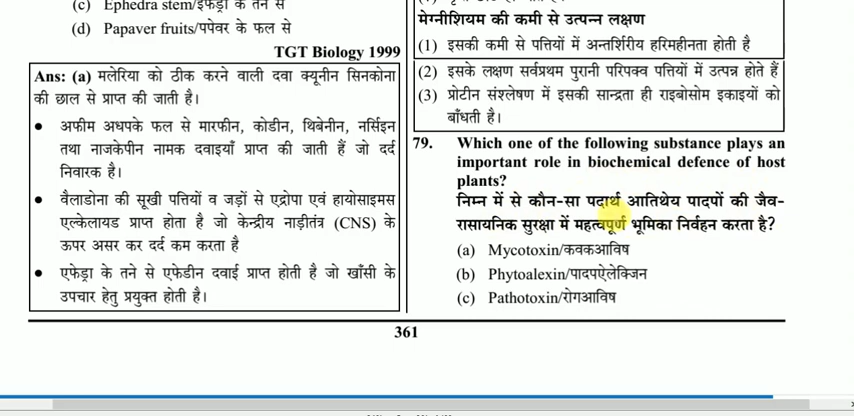 (c) Ephedra stem/इफेड्रा के तने से
(d) Papaver fruits/पपेवर के फल से
TGT Biology 1999
Ans: (a) मलेरिया को ठीक करने वाली दवा क्यूनीन सिनकोना
की छाल से प्राप्त की जाती है।
● अफीम अधपके फल से मारफीन, कोडीन, थिबेनीन, नर्सिइन
तथा नाजकेपीन नामक दवाइयाँ प्राप्त की जाती हैं जो दर्द
निवारक है।
● वैलाडोना की सूखी पत्तियों व जड़ों से एद्रोपा एवं हायोसाइमस
एल्केलायड प्राप्त होता है जो केन्द्रीय नाड़ीतंत्र (CNS) के
ऊपर असर कर दर्द कम करता है
● एफेड्रा के तने से एफेडीन दवाई प्राप्त होती है जो खाँसी के
उपचार हेतु प्रयुक्त होती है।
मेग्नीशियम की कमी से उत्पन्न लक्षण
(1) इसकी कमी से पत्तियों में अन्तर्शिरीय हरिमहीनता होती है
(2) इसके लक्षण सर्वप्रथम पुरानी परिपक्व पत्तियों में उत्पन्न होते हैं
(3) प्रोटीन संश्लेषण में इसकी सान्द्रता ही राइबोसोम इकाइयों को
बाँधती है।
79. Which one of the following substance plays an
important role in biochemical defence of host
plants?
निम्न में से कौन-सा पदार्थ आतिथेय पादपों की जैव-
रासायनिक सुरक्षा में महत्वपूर्ण भूमिका निर्वहन करता है?
(a) Mycotoxin/कवकआविष
(b) Phytoalexin/पादपऐलेक्जिन
(c) Pathotoxin/रोगआविष
361